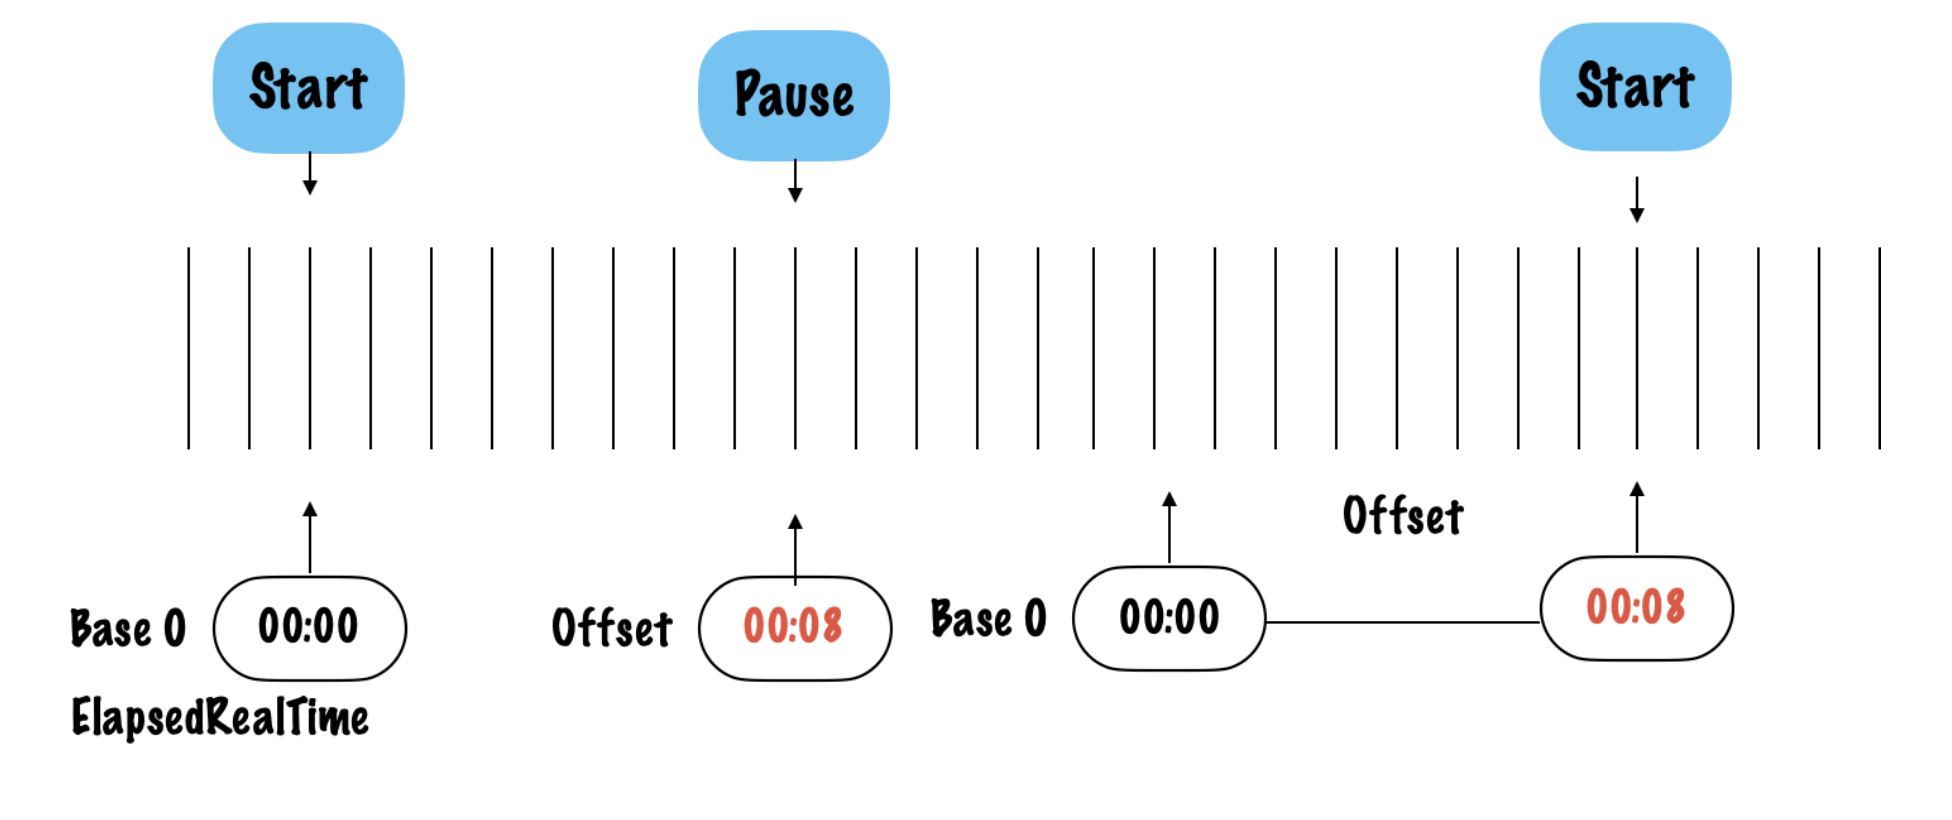 Start
Pause
Start
Offset
Base 0
00:00
Offset
00:08
Base 0
00:00
00:08
ElapsedRealTime